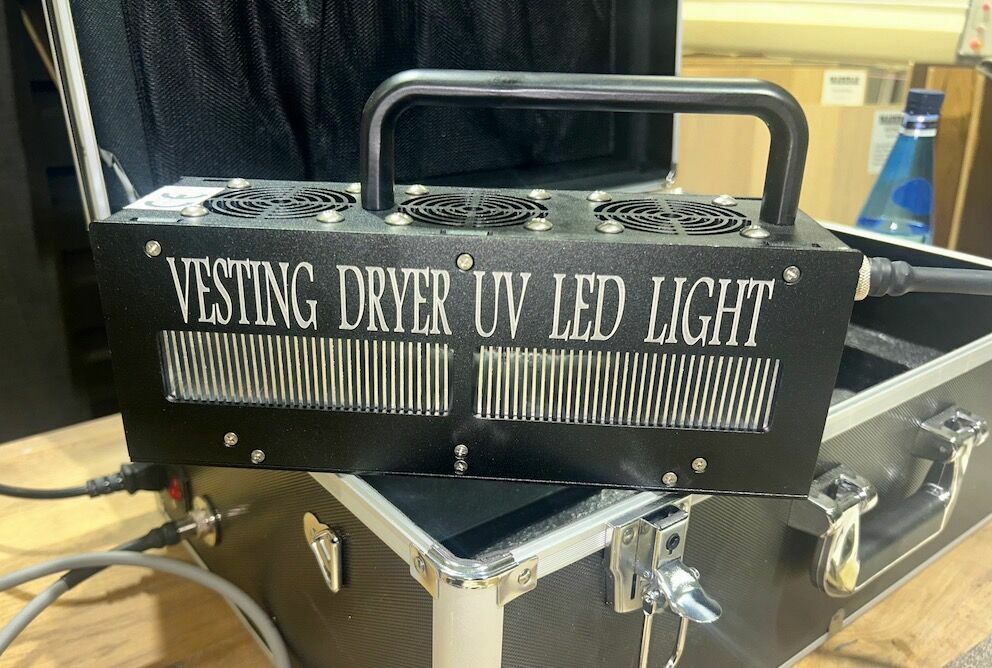 VESTING DRYER UV LED LIGHT